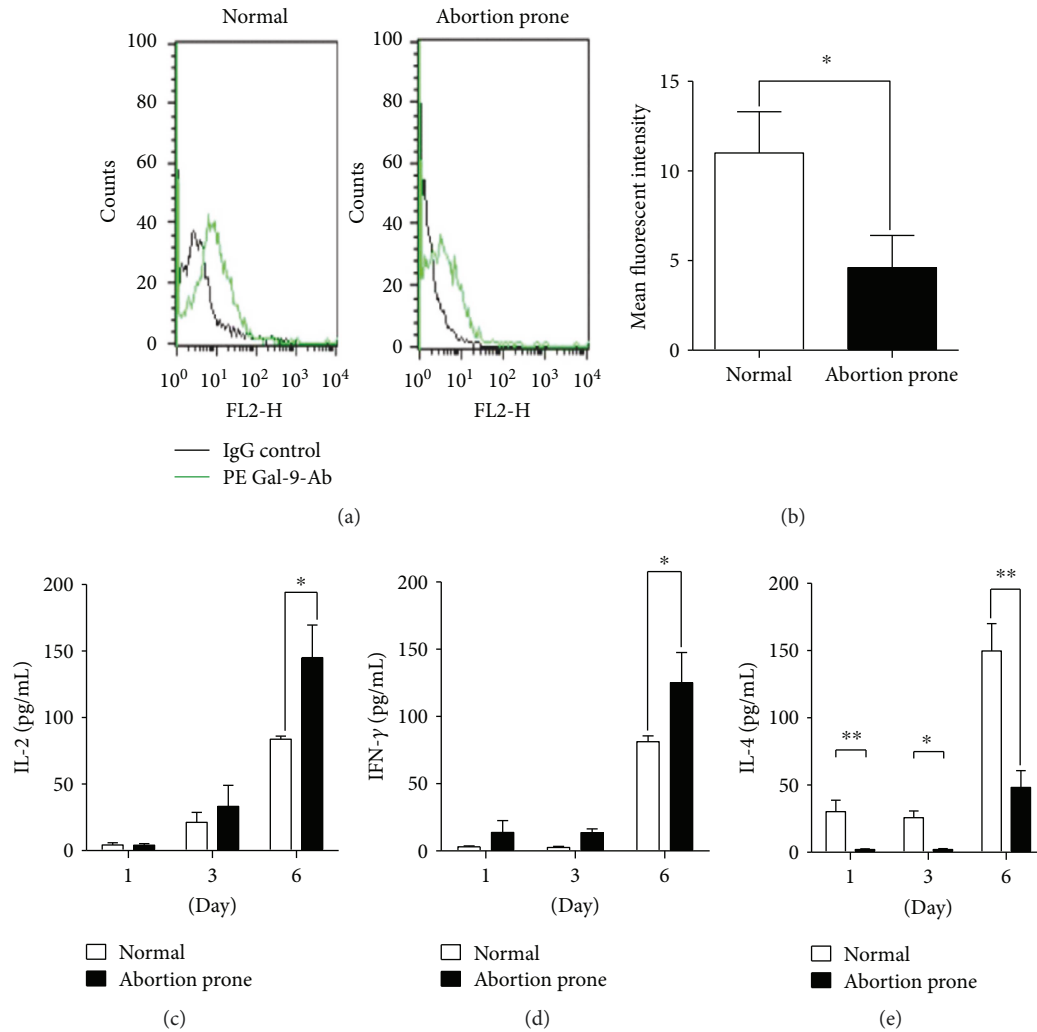 Normal
Abortion prone
100
80
60
40
20
0
Counts
10⁰ 10¹ 10² 10³ 10⁴
FL2-H
100
80
60
40
20
0
Counts
10⁰ 10¹ 10² 10³ 10⁴
FL2-H
IgG control
PE Gal-9-Ab
(a)
*
15
10
5
0
Mean fluorescent intensity
Normal Abortion prone
(b)
*
200
150
100
50
0
IL-2 (pg/mL)
1 3 6
(Day)
Normal
Abortion prone
(c)
*
200
150
100
50
0
IFN-γ (pg/mL)
1 3 6
(Day)
Normal
Abortion prone
(d)
** * **
200
150
100
50
0
IL-4 (pg/mL)
1 3 6
(Day)
Normal
Abortion prone
(e)